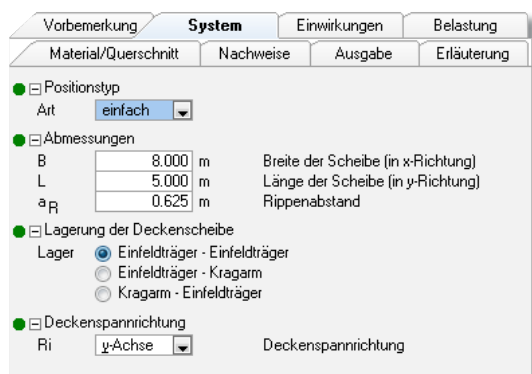 Vorbemerkung System Einwirkungen Belastung
Material/Querschnitt Nachweise Ausgabe Erläuterung
Positionstyp
Art einfach
Abmessungen
B 8.000 m Breite der Scheibe (in x-Richtung)
L 5.000 m Länge der Scheibe (in y-Richtung)
aR 0.625 m Rippenabstand
Lagerung der Deckenscheibe
Lager Einfeldträger - Einfeldträger
Einfeldträger - Kragarm
Kragarm - Einfeldträger
Deckenspannrichtung
Ri y-Achse Deckenspannrichtung